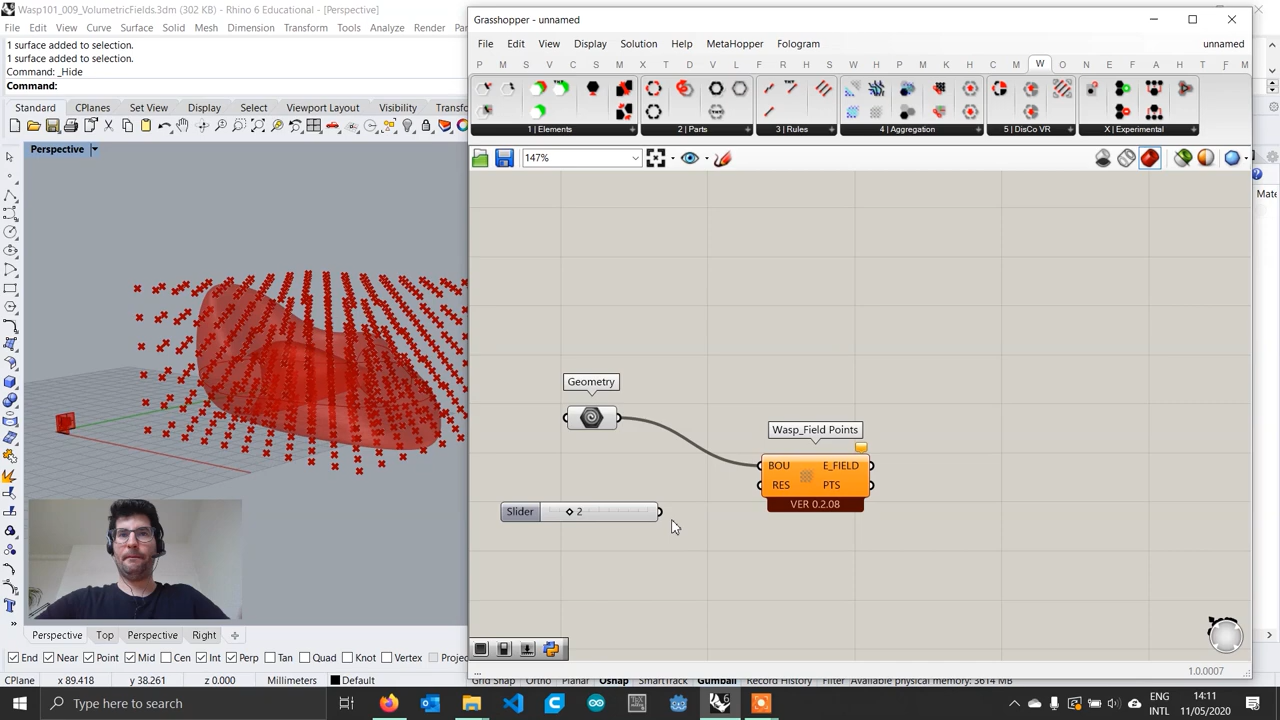 Wasp101_009_VolumetricFields.3dm (302 KB) - Rhino 6 Educational
File Edit View Curve Surface Solid Mesh Dimension Transform Tools Analyze Render
1 surface added to selection.
1 surface added to selection.
Command: _Hide
Command:
Standard CPlanes Set View Display Select Viewport Layout Visibility
Perspective
Grasshopper - unnamed
File Edit View Display Solution Help MetaHopper Fologram unnamed
P M S V C S M X T D V L F R H S W H P M K H C M W O N E F R A H T F M
1 | Elements 2 | Parts 3 | Rules 4 | Aggregation 5 | DisCo VR X | Experimental
147%
Geometry
Wasp_Field Points
BOU E_FIELD
RES PTS
VER 0.2.08
Slider 2
1.0.0007
Perspective Top Perspective Right
End Near Point Mid Cen Int Perp Tan Quad Knot Vertex
CPlane x 89.418 y 38.261 z 0.000 Millimeters Default Grid Snap Ortho Planar Osnap SmartTrack Gumball Record History Filter Available physical memory: 3614 MB
Type here to search
ENG
INTL
14:11
11/05/2020